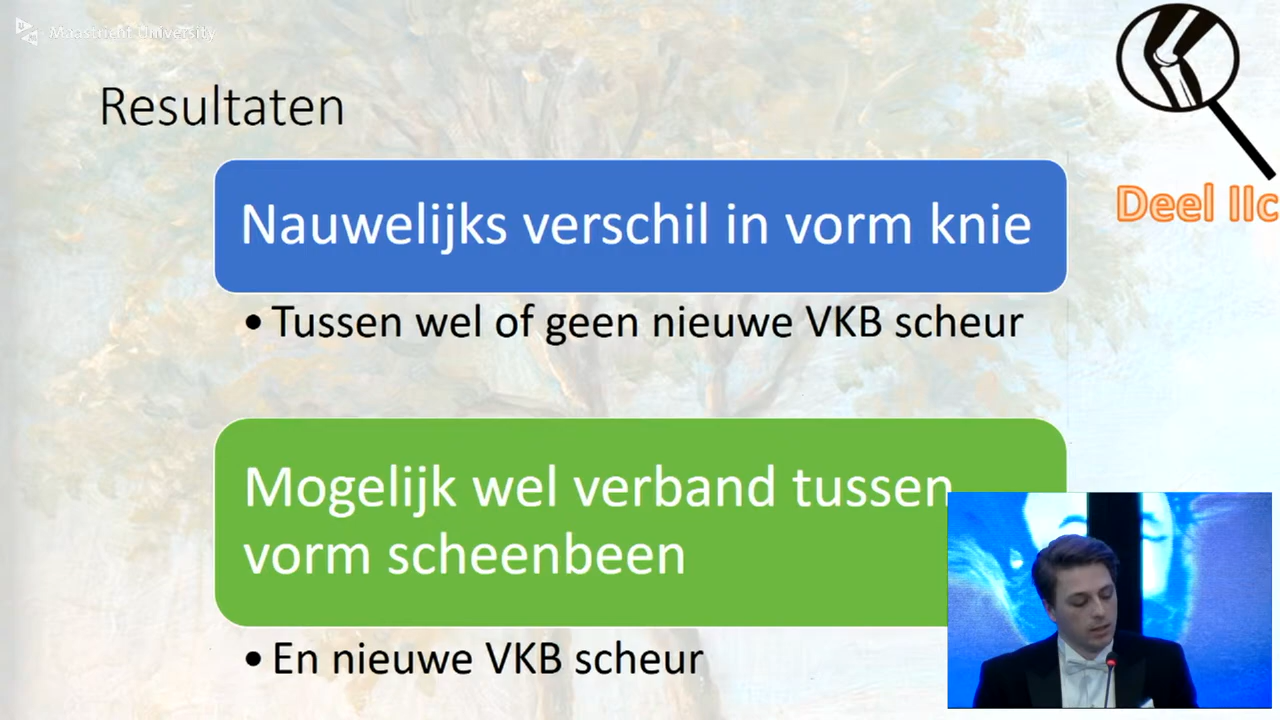 Maastricht University
Resultaten
Deel IIc
Nauwelijks verschil in vorm knie
• Tussen wel of geen nieuwe VKB scheur
Mogelijk wel verband tussen
vorm scheenbeen
• En nieuwe VKB scheur